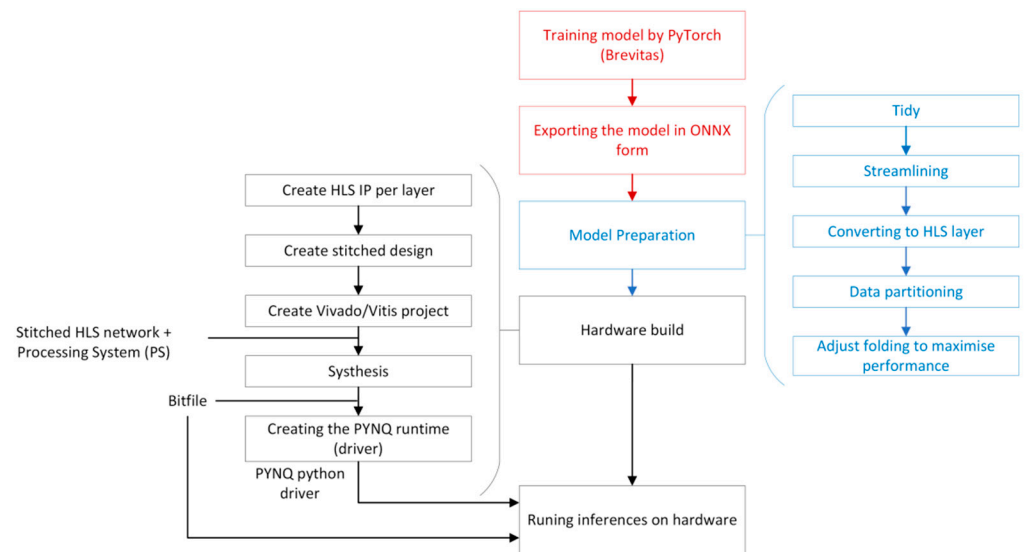 Training model by PyTorch
(Brevitas)
Exporting the model in ONNX
form
Model Preparation
Hardware build
Runing inferences on hardware
Tidy
Streamlining
Converting to HLS layer
Data partitioning
Adjust folding to maximise
performance
Create HLS IP per layer
Create stitched design
Create Vivado/Vitis project
Stitched HLS network +
Processing System (PS)
Systhesis
Bitfile
Creating the PYNQ runtime
(driver)
PYNQ python
driver